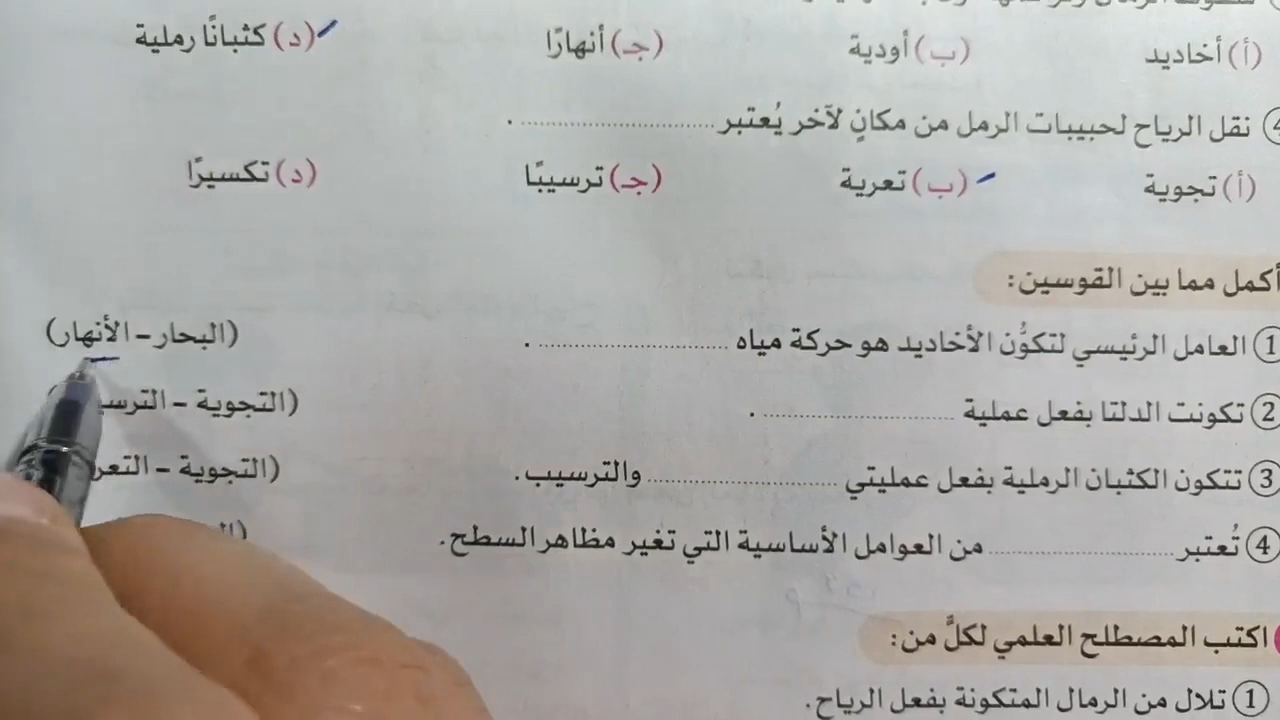 (أ) أخاديد (ب) أودية (جـ) أنهارًا (د) كثبانًا رملية
4 نقل الرياح لحبيبات الرمل من مكانٍ لآخر يُعتبر .................... .
(أ) تجوية (ب) تعرية (جـ) ترسيبًا (د) تكسيرًا
أكمل مما بين القوسين:
1 العامل الرئيسي لتكوُّن الأخاديد هو حركة مياه .................... . (البحار – الأنهار)
2 تكونت الدلتا بفعل عملية .................... . (التجوية –
3 تتكون الكثبان الرملية بفعل عمليتي .................... والترسيب. (التجوية –
4 تُعتبر .................... من العوامل الأساسية التي تغير مظاهر السطح.
اكتب المصطلح العلمي لكلًّ من:
1 تلال من الرمال المتكونة بفعل الرياح.